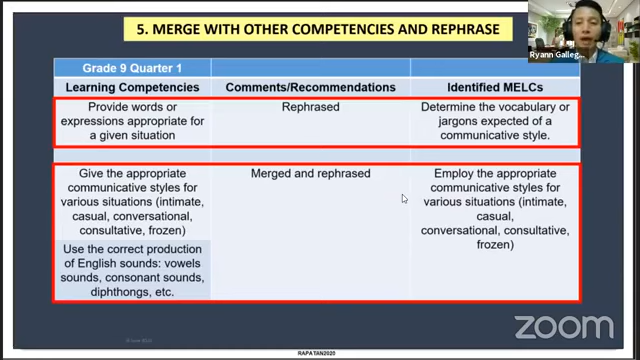 5. MERGE WITH OTHER COMPETENCIES AND REPHRASE
Ryann Galleg...
Grade 9 Quarter 1
Learning Competencies
Comments/Recommendations
Identified MELCs
Provide words or
expressions appropriate for
a given situation
Rephrased
Determine the vocabulary or
jargons expected of a
communicative style.
Give the appropriate
communicative styles for
various situations (intimate,
casual, conversational,
consultative, frozen)
Merged and rephrased
Employ the appropriate
communicative styles for
various situations (intimate,
casual,
conversational, consultative,
frozen)
Use the correct production
of English sounds: vowels
sounds, consonant sounds,
diphthongs, etc.
zoom
RAPATAN2020